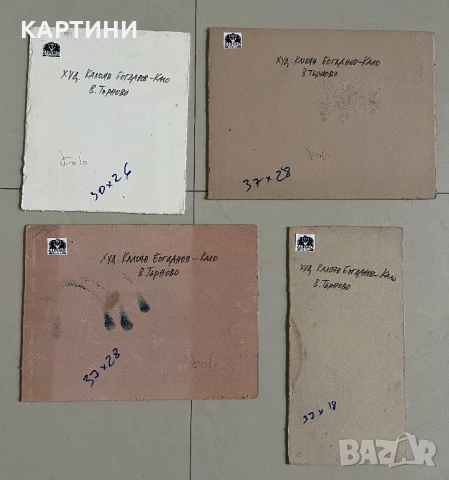 КАРТИНИ
ХУД. КАЛОЯН БОГДАНОВ-КАЛО
В. ТЪРНОВО
30 x 26
ХУД. КАЛОЯН БОГДАНОВ-КАЛО
В ТЪРНОВО
37 x 28
ХУД. КАЛОЯН БОГДАНОВ-КАЛО
В. ТЪРНОВО
37 x 28
ХУД КАЛОЯН БОГДАНОВ-КАЛО
В. ТЪРНОВО
37 x 18
BAZAR